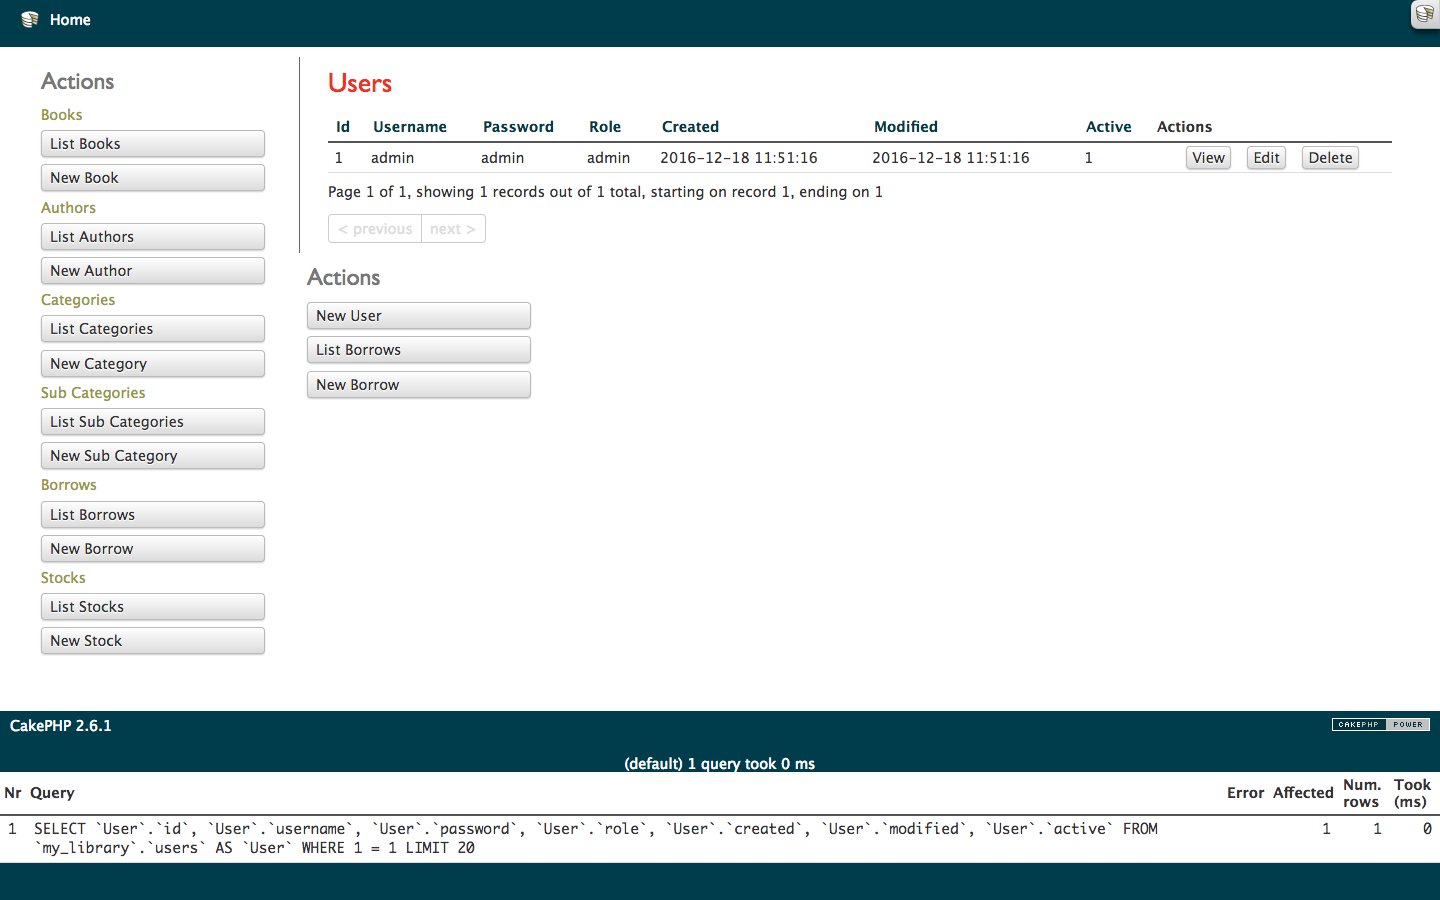 Home
Actions
Books
List Books
New Book
Authors
List Authors
New Author
Categories
List Categories
New Category
Sub Categories
List Sub Categories
New Sub Category
Borrows
List Borrows
New Borrow
Stocks
List Stocks
New Stock
Users
Id Username Password Role Created Modified Active Actions
1 admin admin admin 2016-12-18 11:51:16 2016-12-18 11:51:16 1 View Edit Delete
Page 1 of 1, showing 1 records out of 1 total, starting on record 1, ending on 1
< previous next >
Actions
New User
List Borrows
New Borrow
CakePHP 2.6.1
CAKEPHP POWER
(default) 1 query took 0 ms
Nr Query Error Affected Num. rows Took (ms)
1 SELECT `User`.`id`, `User`.`username`, `User`.`password`, `User`.`role`, `User`.`created`, `User`.`modified`, `User`.`active` FROM 1 1 0
`my_library`.`users` AS `User` WHERE 1 = 1 LIMIT 20